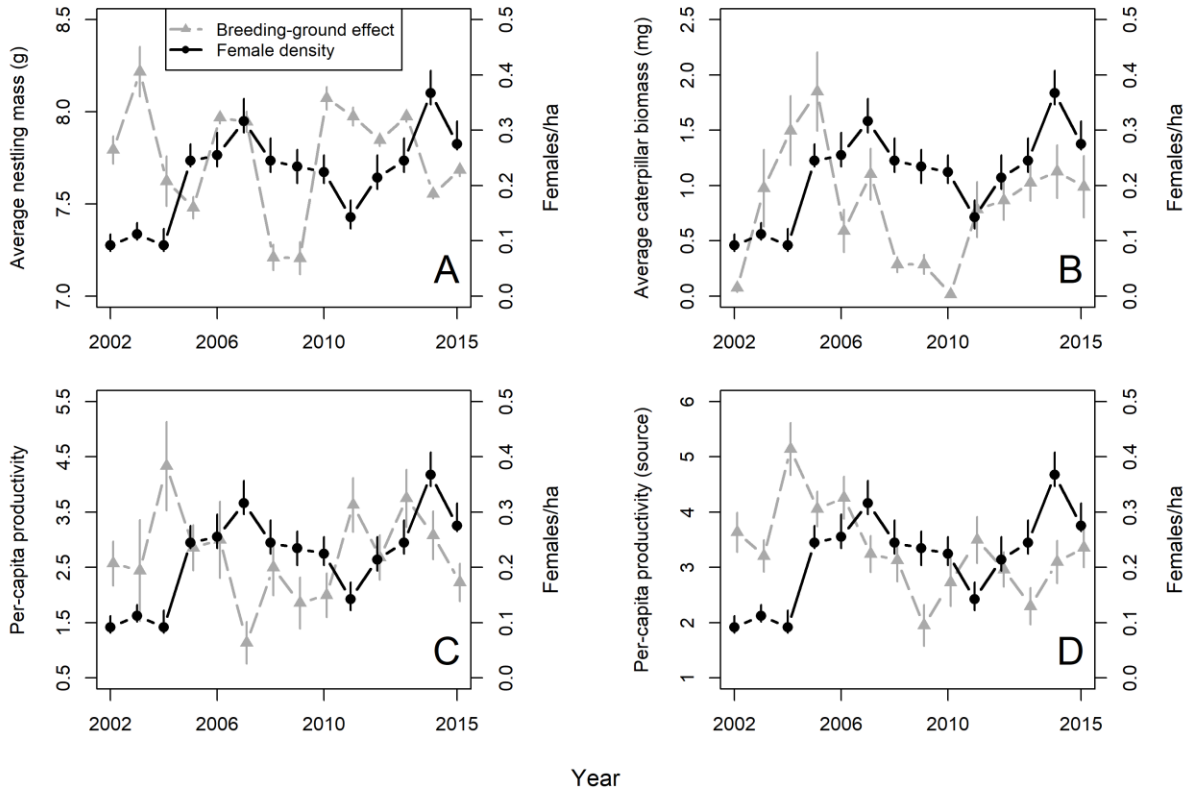 Breeding-ground effect
Female density
Average nestling mass (g)
7.0 7.5 8.0 8.5
Females/ha
0.0 0.1 0.2 0.3 0.4 0.5
A
2002 2006 2010 2015
Average caterpillar biomass (mg)
0.0 0.5 1.0 1.5 2.0 2.5
Females/ha
0.0 0.1 0.2 0.3 0.4 0.5
B
2002 2006 2010 2015
Per-capita productivity
0.5 1.5 2.5 3.5 4.5 5.5
Females/ha
0.0 0.1 0.2 0.3 0.4 0.5
C
2002 2006 2010 2015
Per-capita productivity (source)
1 2 3 4 5 6
Females/ha
0.0 0.1 0.2 0.3 0.4 0.5
D
2002 2006 2010 2015
Year